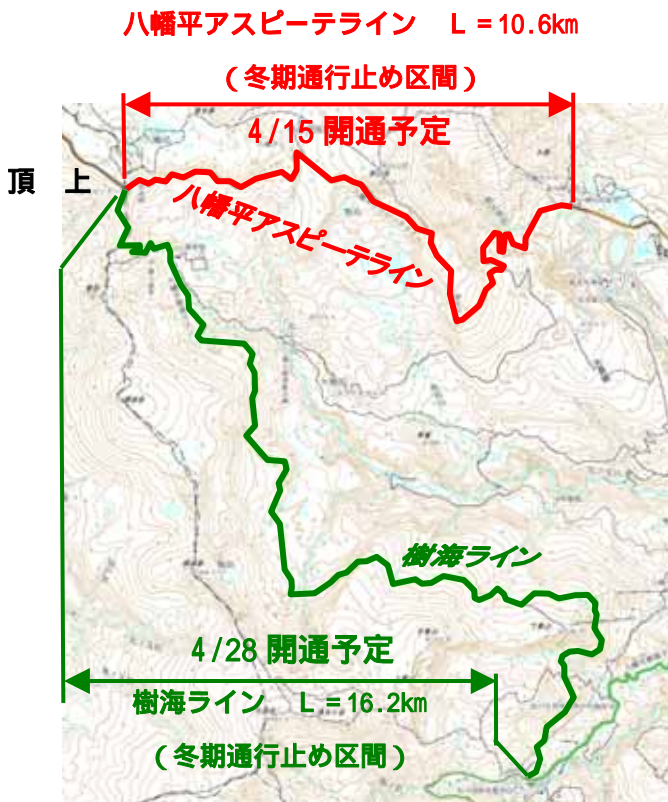 八幡平アスピーテライン　L＝10.6km
（冬期通行止め区間）
4/15 開通予定
頂　上
八幡平アスピーテライン
樹海ライン
4/28 開通予定
樹海ライン　L＝16.2km
（冬期通行止め区間）